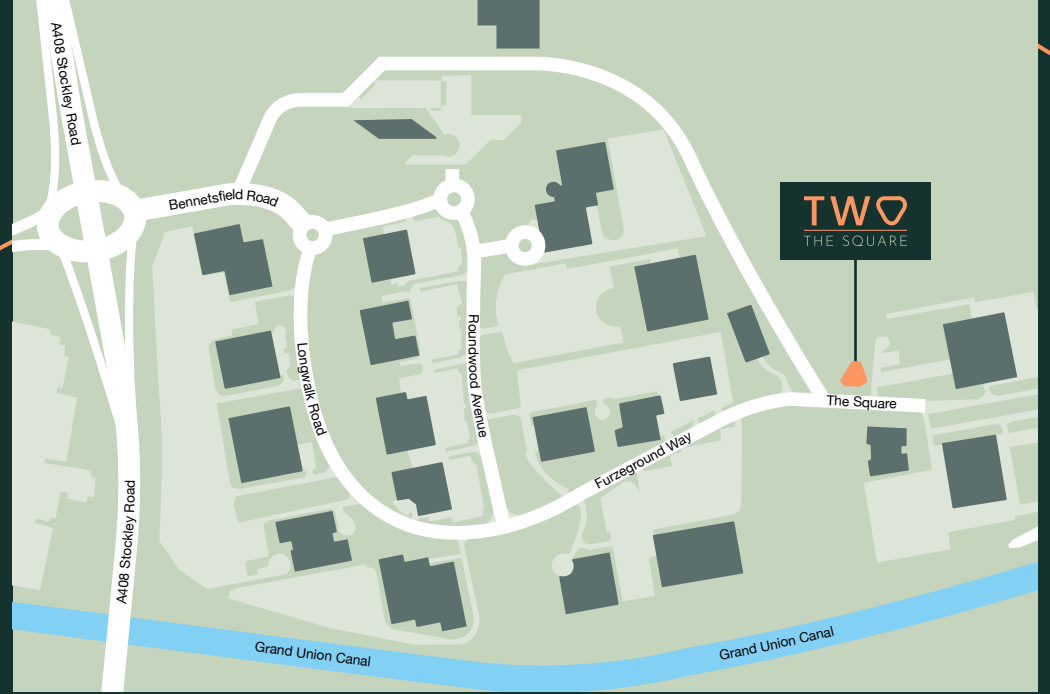 A408 Stockley Road
Bennetsfield Road
TWO
THE SQUARE
Roundwood Avenue
Longwalk Road
The Square
Furzeground Way
A408 Stockley Road
Grand Union Canal
Grand Union Canal